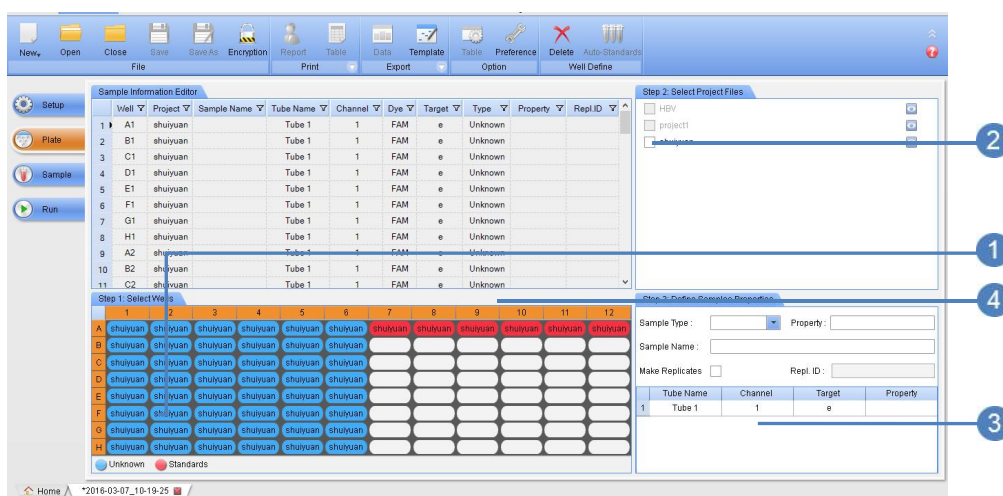 New Open Close Save Save As Encryption Report Table Data Template Table Preference Delete Auto-Standards
File Print Export Option Well Define
Setup
Plate
Sample
Run
Sample Information Editor
Well Project Sample Name Tube Name Channel Dye Target Type Property Repl.ID
1 A1 shuiyuan Tube 1 1 FAM e Unknown
2 B1 shuiyuan Tube 1 1 FAM e Unknown
3 C1 shuiyuan Tube 1 1 FAM e Unknown
4 D1 shuiyuan Tube 1 1 FAM e Unknown
5 E1 shuiyuan Tube 1 1 FAM e Unknown
6 F1 shuiyuan Tube 1 1 FAM e Unknown
7 G1 shuiyuan Tube 1 1 FAM e Unknown
8 H1 shuiyuan Tube 1 1 FAM e Unknown
9 A2 shuiyuan Tube 1 1 FAM e Unknown
10 B2 shuiyuan Tube 1 1 FAM e Unknown
11 C2 shuiyuan Tube 1 1 FAM e Unknown
Step 2: Select Project Files
HBV
project1
shuiyuan
2
1
4
Step 1: Select Wells
1 2 3 4 5 6 7 8 9 10 11 12
A shuiyuan shuiyuan shuiyuan shuiyuan shuiyuan shuiyuan shuiyuan shuiyuan shuiyuan shuiyuan shuiyuan shuiyuan
B shuiyuan shuiyuan shuiyuan shuiyuan shuiyuan shuiyuan
C shuiyuan shuiyuan shuiyuan shuiyuan shuiyuan shuiyuan
D shuiyuan shuiyuan shuiyuan shuiyuan shuiyuan shuiyuan
E shuiyuan shuiyuan shuiyuan shuiyuan shuiyuan shuiyuan
F shuiyuan shuiyuan shuiyuan shuiyuan shuiyuan shuiyuan
G shuiyuan shuiyuan shuiyuan shuiyuan shuiyuan shuiyuan
H shuiyuan shuiyuan shuiyuan shuiyuan shuiyuan shuiyuan
Unknown Standards
Step 3: Define Samples Properties
Sample Type : Property :
Sample Name :
Make Replicates Repl. ID :
Tube Name Channel Target Property
1 Tube 1 1 e
3
Home *2016-03-07_10-19-25